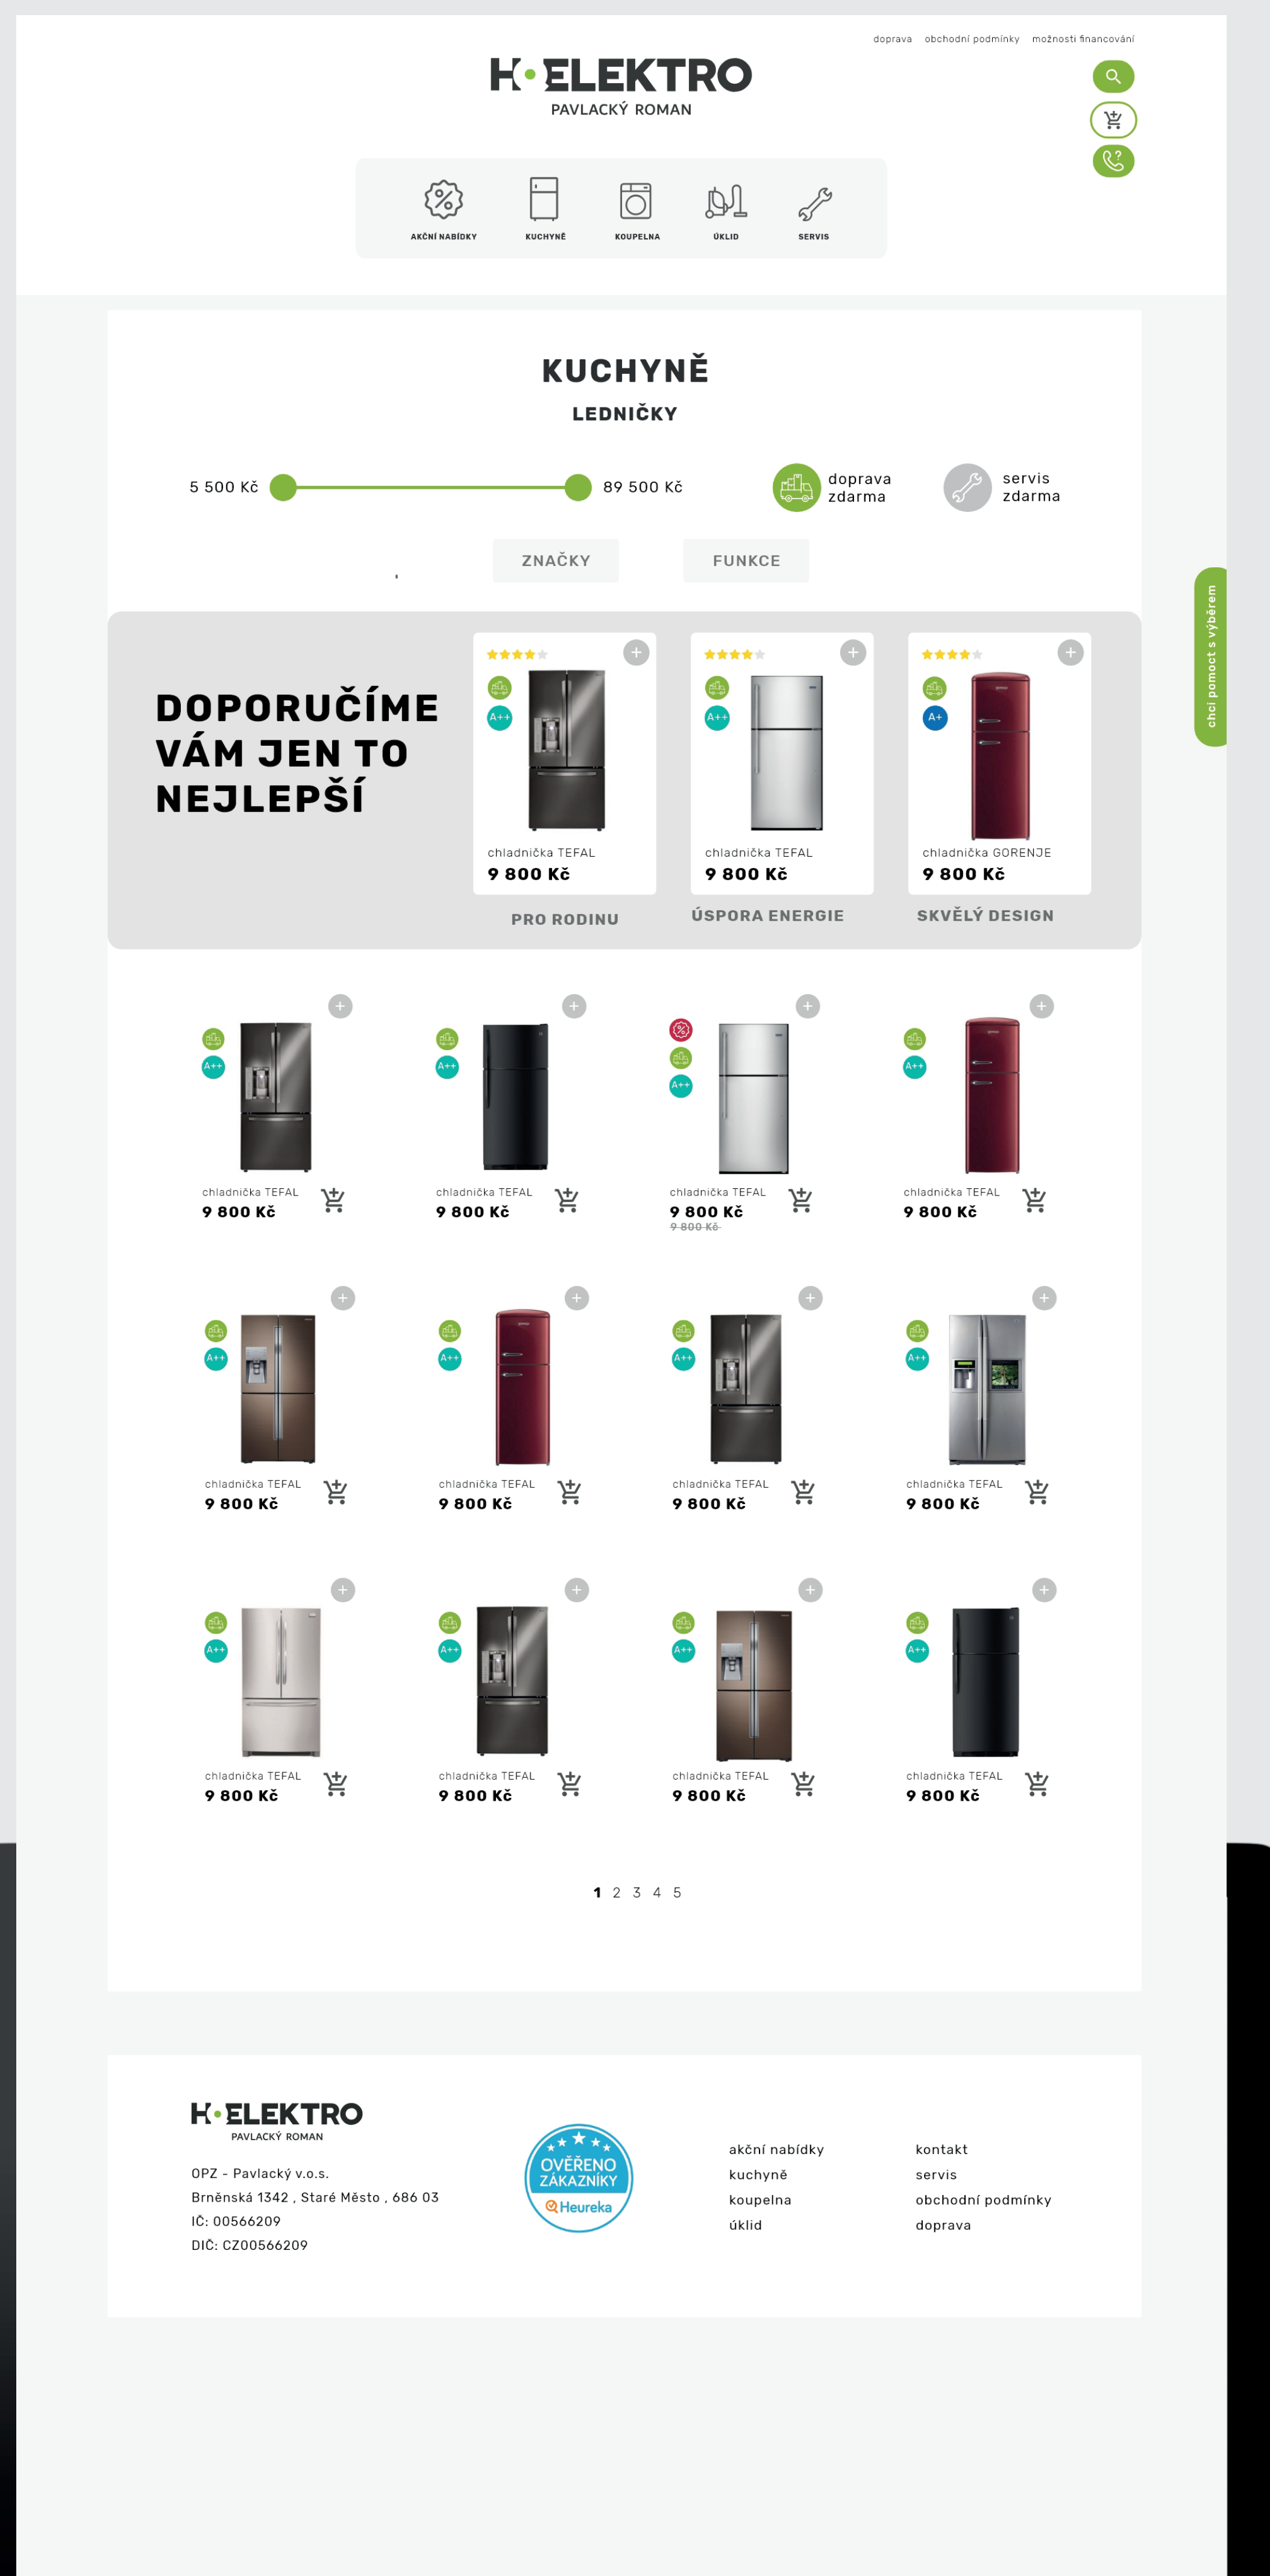 doprava obchodní podmínky možnosti financování
H·ELEKTRO
PAVLACKÝ ROMAN
AKČNÍ NABÍDKY KUCHYNĚ KOUPELNA ÚKLID SERVIS
KUCHYNĚ
LEDNIČKY
5 500 Kč 89 500 Kč
doprava
zdarma
servis
zdarma
ZNAČKY FUNKCE
chci pomoct s výběrem
DOPORUČÍME
VÁM JEN TO
NEJLEPŠÍ
A++
chladnička TEFAL
9 800 Kč
PRO RODINU
A++
chladnička TEFAL
9 800 Kč
ÚSPORA ENERGIE
A+
chladnička GORENJE
9 800 Kč
SKVĚLÝ DESIGN
A++
chladnička TEFAL
9 800 Kč
A++
chladnička TEFAL
9 800 Kč
%
A++
chladnička TEFAL
9 800 Kč
9 800 Kč
A++
chladnička TEFAL
9 800 Kč
A++
chladnička TEFAL
9 800 Kč
A++
chladnička TEFAL
9 800 Kč
A++
chladnička TEFAL
9 800 Kč
A++
chladnička TEFAL
9 800 Kč
A++
chladnička TEFAL
9 800 Kč
A++
chladnička TEFAL
9 800 Kč
A++
chladnička TEFAL
9 800 Kč
A++
chladnička TEFAL
9 800 Kč
1 2 3 4 5
H·ELEKTRO
PAVLACKÝ ROMAN
OPZ - Pavlacký v.o.s.
Brněnská 1342 , Staré Město , 686 03
IČ: 00566209
DIČ: CZ00566209
OVĚŘENO
ZÁKAZNÍKY
Heureka
akční nabídky
kuchyně
koupelna
úklid
kontakt
servis
obchodní podmínky
doprava